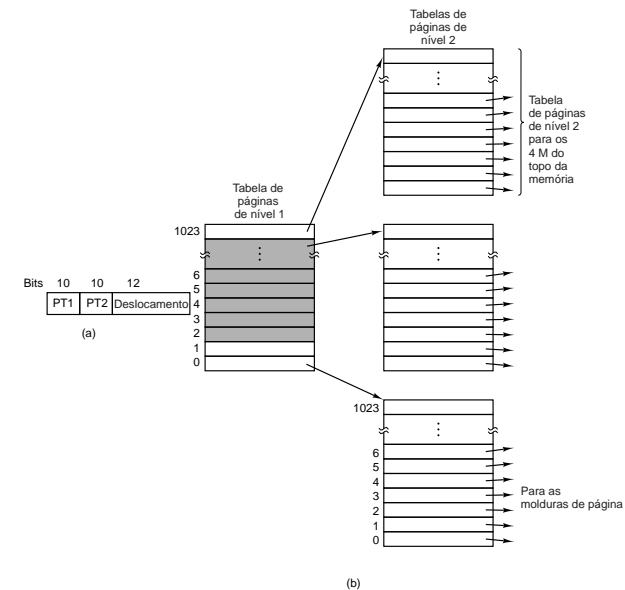 Tabelas de
páginas de
nível 2
Tabela
de páginas
de nível 2
para os
4 M do
topo da
memória
Tabela de
páginas
de nível 1
1023
6
5
4
3
2
1
0
Bits 10 10 12
PT1 PT2 Deslocamento
(a)
1023
6
5
4
3
2
1
0
Para as
molduras de página
(b)